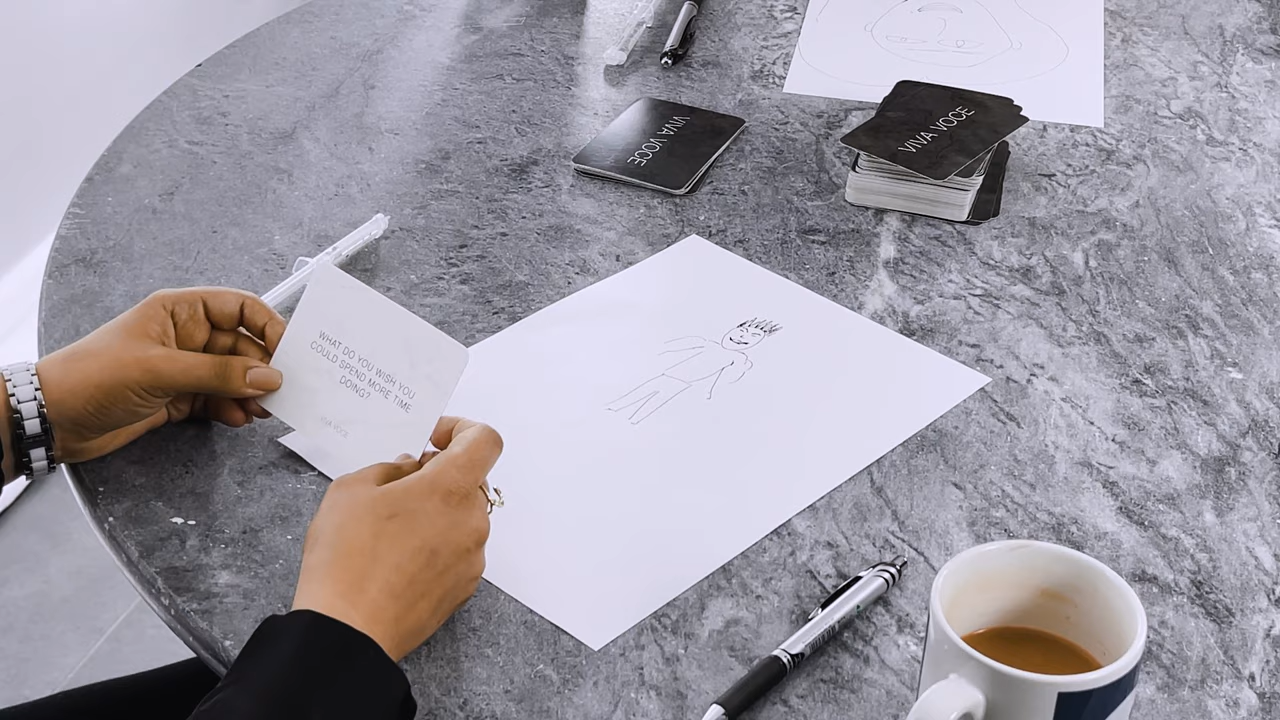 VIVA VOCE
VIVA VOCE
WHAT DO YOU WISH YOU
COULD SPEND MORE TIME
DOING?
VIVA VOCE